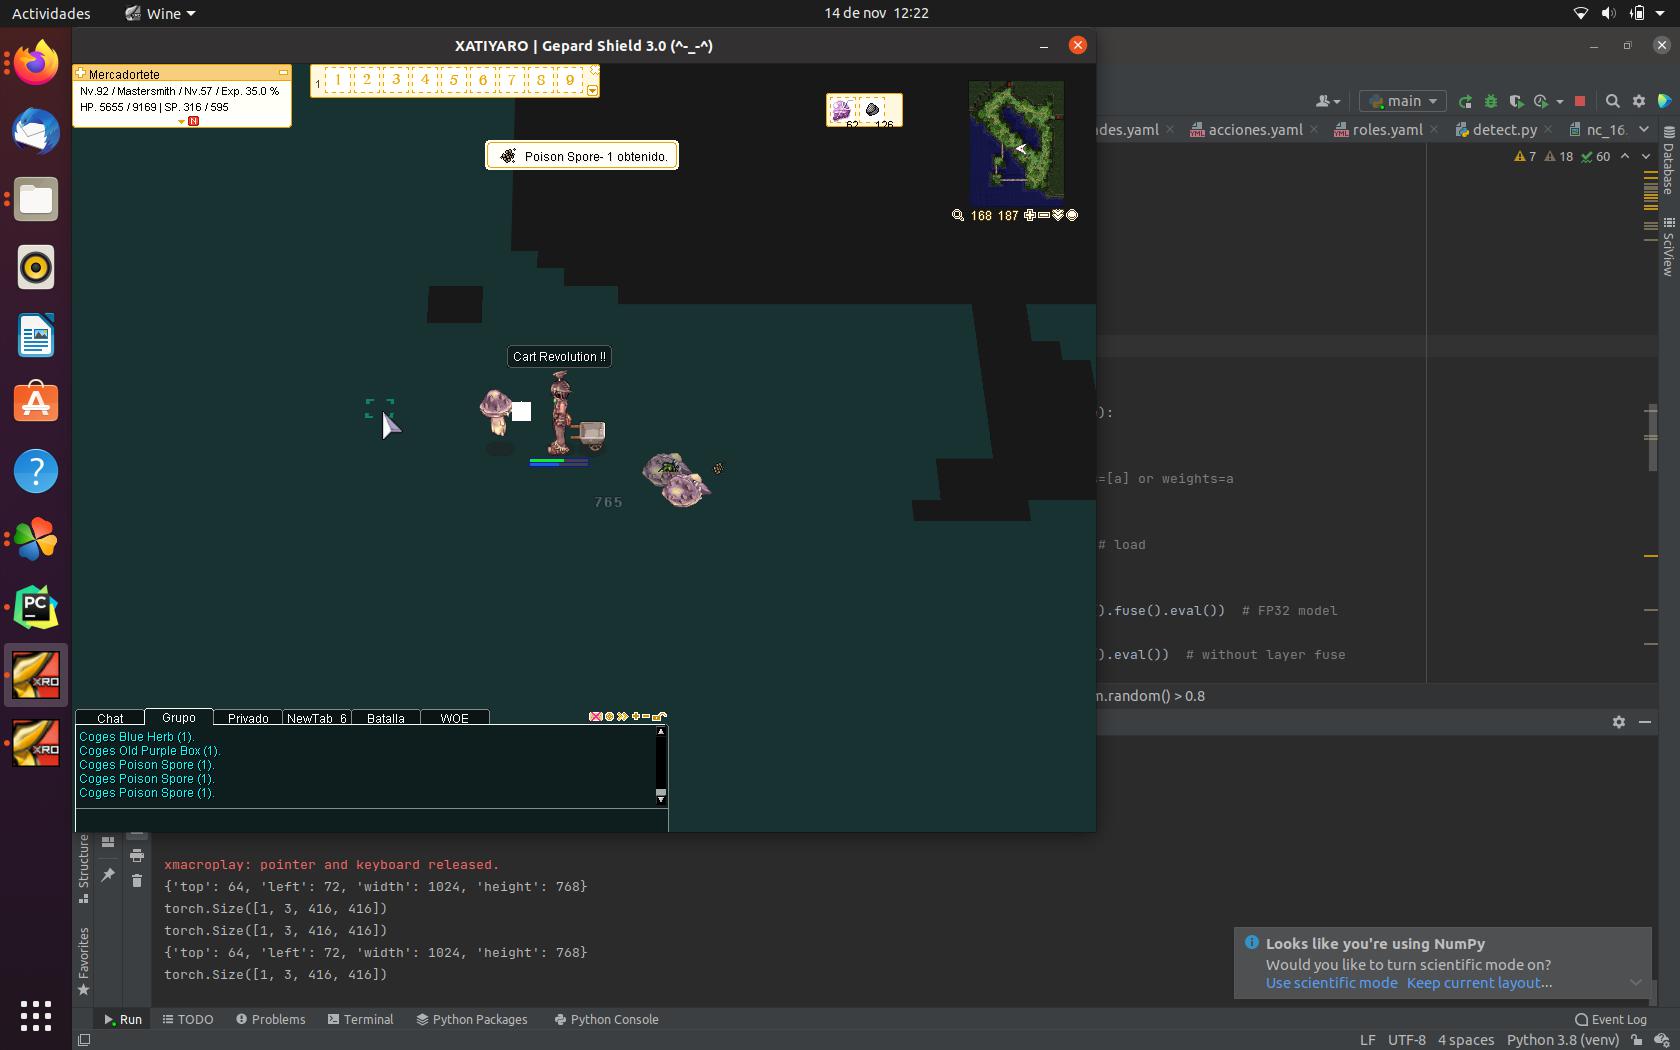 Actividades
Wine
14 de nov 12:22
XATIYARO | Gepard Shield 3.0 (^-_-^)
Mercadortete
Nv.92 / Mastersmith / Nv.57 / Exp. 35.0 %
HP. 5655 / 9169 | SP. 316 / 595
N
1 1 2 3 4 5 6 7 8 9
62 126
Poison Spore- 1 obtenido.
168 187
main
des.yaml
acciones.yaml
roles.yaml
detect.py
nc_16.
7 18 60
Database
SciView
Cart Revolution !!
765
):
=[a] or weights=a
# load
).fuse().eval()) # FP32 model
).eval()) # without layer fuse
m.random() > 0.8
PC
XRO
XRO
Chat
Grupo
Privado
NewTab_6
Batalla
WOE
Coges Blue Herb (1).
Coges Old Purple Box (1).
Coges Poison Spore (1).
Coges Poison Spore (1).
Coges Poison Spore (1).
Structure
Favorites
xmacroplay: pointer and keyboard released.
{'top': 64, 'left': 72, 'width': 1024, 'height': 768}
torch.Size([1, 3, 416, 416])
torch.Size([1, 3, 416, 416])
{'top': 64, 'left': 72, 'width': 1024, 'height': 768}
torch.Size([1, 3, 416, 416])
Looks like you're using NumPy
Would you like to turn scientific mode on?
Use scientific mode Keep current layout...
Run
TODO
Problems
Terminal
Python Packages
Python Console
Event Log
LF UTF-8 4 spaces Python 3.8 (venv)